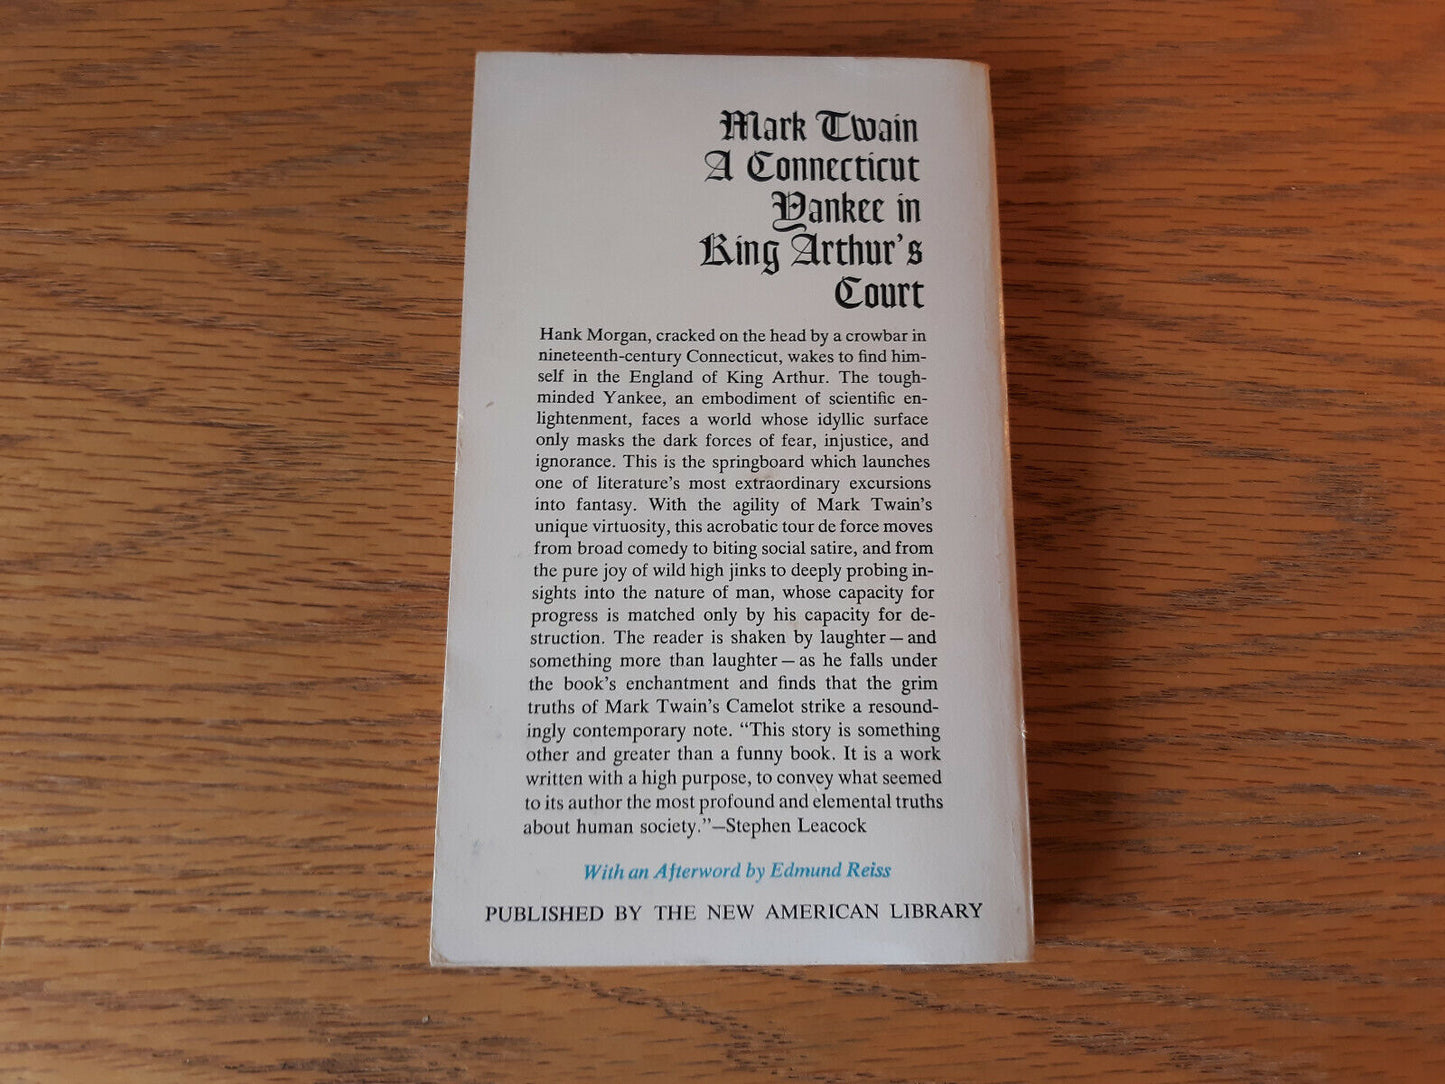 Mark Twain
A Connecticut
Yankee in
King Arthur's
Court
Hank Morgan, cracked on the head by a crowbar in
nineteenth-century Connecticut, wakes to find him-
self in the England of King Arthur. The tough-
minded Yankee, an embodiment of scientific en-
lightenment, faces a world whose idyllic surface
only masks the dark forces of fear, injustice, and
ignorance. This is the springboard which launches
one of literature's most extraordinary excursions
into fantasy. With the agility of Mark Twain's
unique virtuosity, this acrobatic tour de force moves
from broad comedy to biting social satire, and from
the pure joy of wild high jinks to deeply probing in-
sights into the nature of man, whose capacity for
progress is matched only by his capacity for de-
struction. The reader is shaken by laughter — and
something more than laughter — as he falls under
the book's enchantment and finds that the grim
truths of Mark Twain's Camelot strike a resound-
ingly contemporary note. “This story is something
other and greater than a funny book. It is a work
written with a high purpose, to convey what seemed
to its author the most profound and elemental truths
about human society.”—Stephen Leacock
With an Afterword by Edmund Reiss
PUBLISHED BY THE NEW AMERICAN LIBRARY